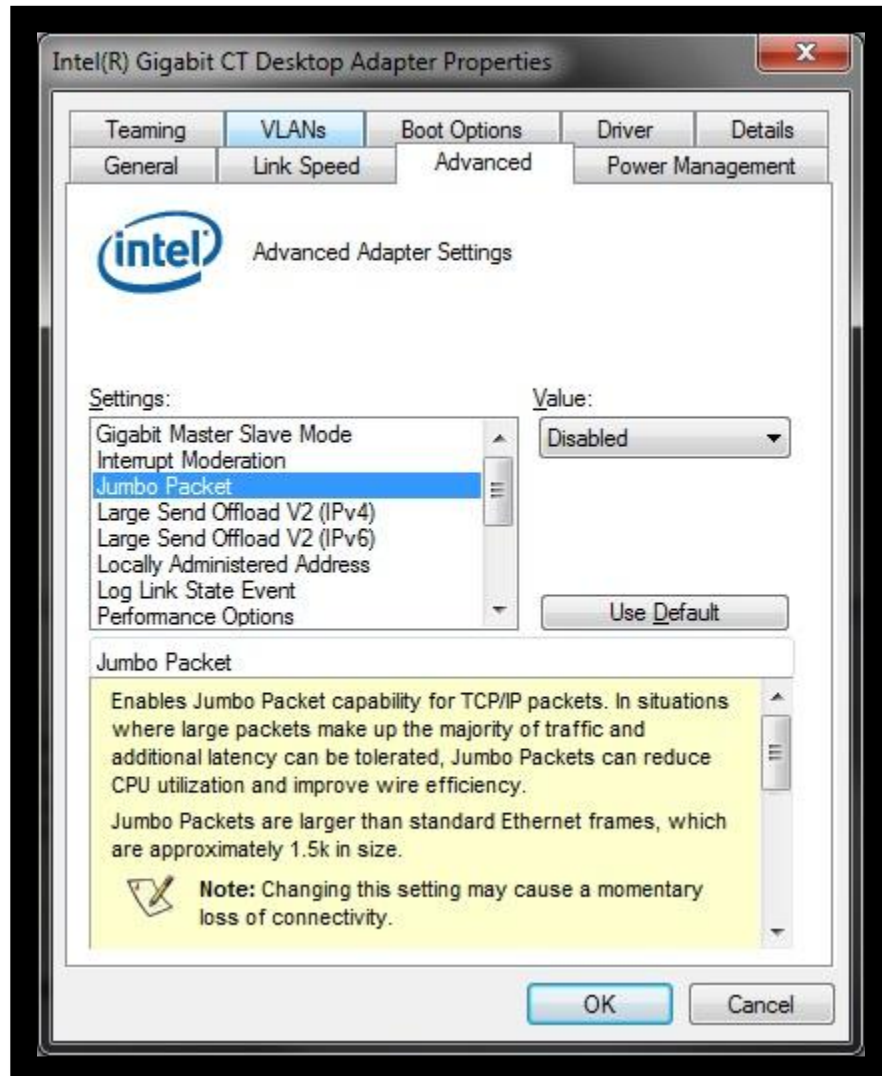 Intel(R) Gigabit CT Desktop Adapter Properties
Teaming VLANs Boot Options Driver Details
General Link Speed Advanced Power Management
intel
Advanced Adapter Settings
Settings:
Value:
Gigabit Master Slave Mode
Disabled
Interrupt Moderation
Jumbo Packet
Large Send Offload V2 (IPv4)
Large Send Offload V2 (IPv6)
Locally Administered Address
Log Link State Event
Performance Options
Use Default
Jumbo Packet
Enables Jumbo Packet capability for TCP/IP packets. In situations
where large packets make up the majority of traffic and
additional latency can be tolerated, Jumbo Packets can reduce
CPU utilization and improve wire efficiency.
Jumbo Packets are larger than standard Ethernet frames, which
are approximately 1.5k in size.
Note: Changing this setting may cause a momentary
loss of connectivity.
OK Cancel